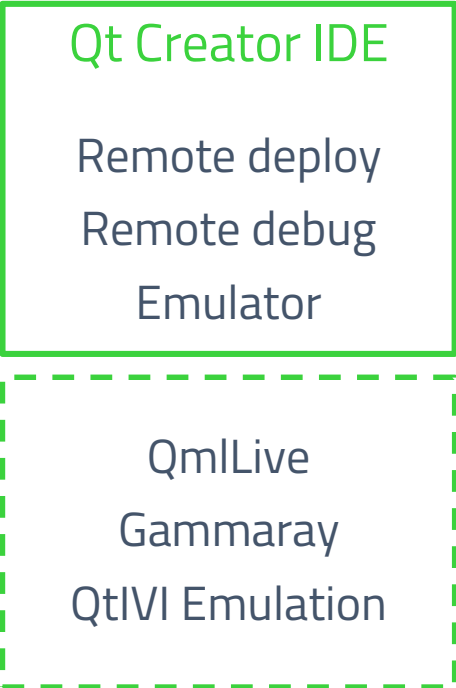 Qt Creator IDE
Remote deploy
Remote debug
Emulator
QmlLive
Gammaray
QtIVI Emulation